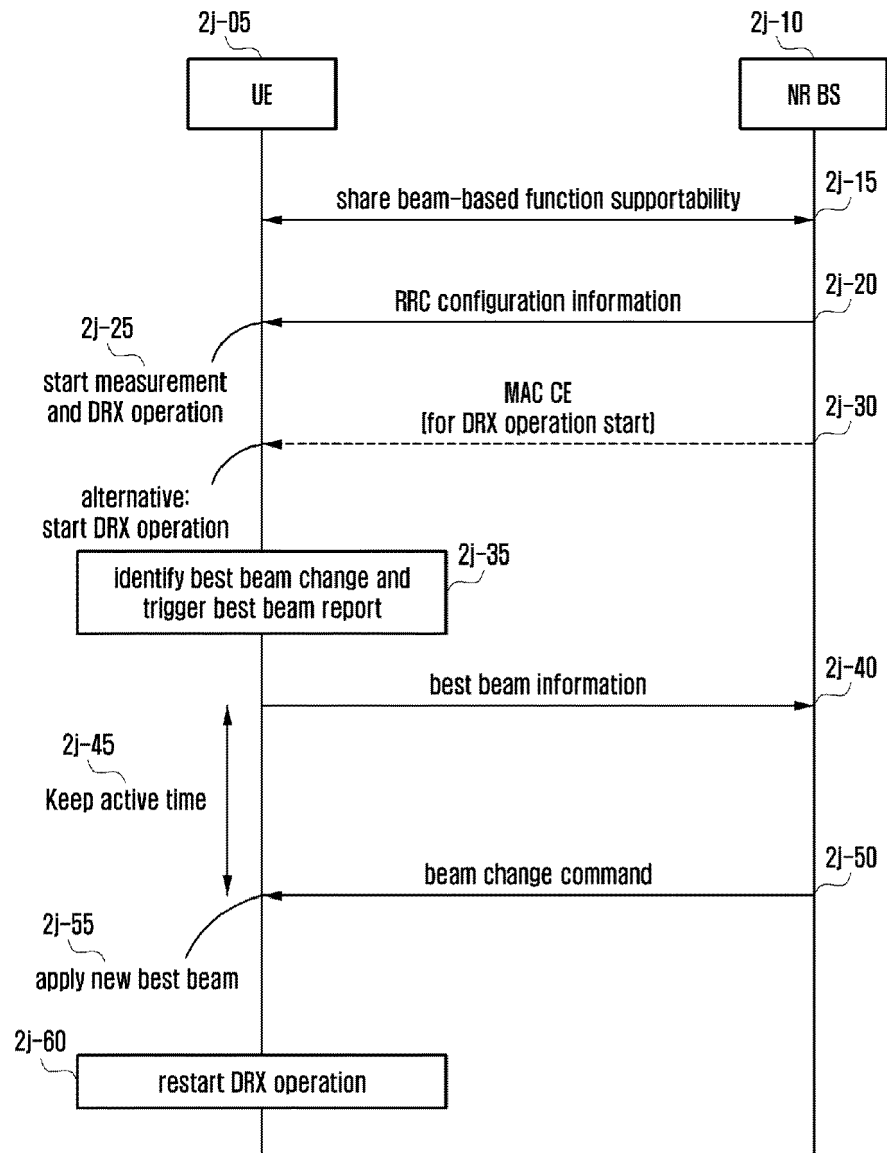 2j-05
2j-10
UE
NR BS
2j-15
share beam-based function supportability
2j-20
RRC configuration information
2j-25
start measurement
and DRX operation
MAC CE
(for DRX operation start)
2j-30
alternative:
start DRX operation
2j-35
identify best beam change and
trigger best beam report
2j-40
best beam information
2j-45
Keep active time
2j-50
beam change command
2j-55
apply new best beam
2j-60
restart DRX operation